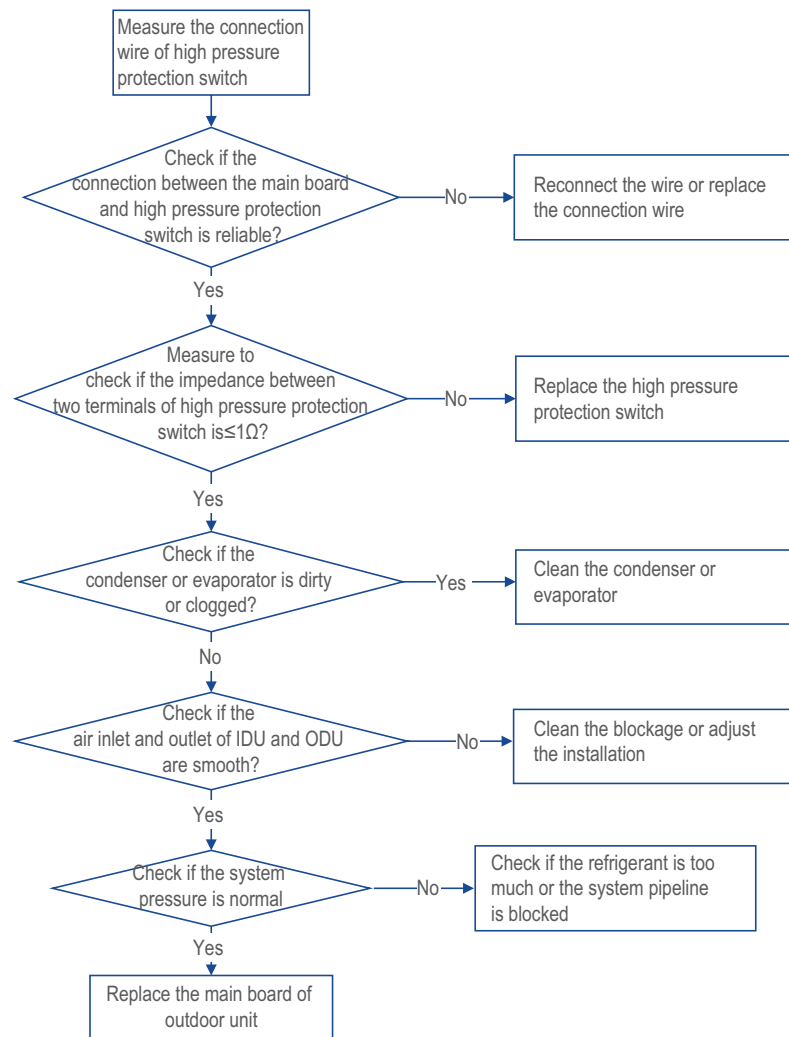 Measure the connection
wire of high pressure
protection switch
Check if the
connection between the main board
and high pressure protection
switch is reliable?
No
Reconnect the wire or replace
the connection wire
Yes
Measure to
check if the impedance between
two terminals of high pressure protection
switch is≤1Ω?
No
Replace the high pressure
protection switch
Yes
Check if the
condenser or evaporator is dirty
or clogged?
Yes
Clean the condenser or
evaporator
No
Check if the
air inlet and outlet of IDU and ODU
are smooth?
No
Clean the blockage or adjust
the installation
Yes
Check if the system
pressure is normal
No
Check if the refrigerant is too
much or the system pipeline
is blocked
Yes
Replace the main board of
outdoor unit